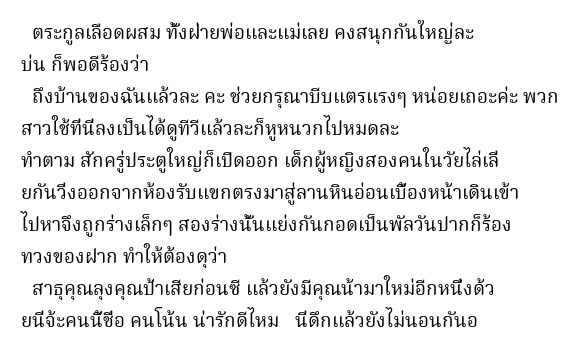 ตระกูลเลือดผสม ทั้งฝ่ายพ่อและแม่เลย คงสนุกกันใหญ่ละ
บ่น ก็พอดีร้องว่า
ถึงบ้านของฉันแล้วละ คะ ช่วยกรุณาบีบแตรแรงๆ หน่อยเถอะค่ะ พวก
สาวใช้ที่นี่ลงเป็นได้ดูทีวีแล้วละก็หูหนวกไปหมดละ
ทำตาม สักครู่ประตูใหญ่ก็เปิดออก เด็กผู้หญิงสองคนในวัยไล่เลี่
ยกันวิ่งออกจากห้องรับแขกตรงมาสู่ลานหินอ่อนเบื้องหน้าเดินเข้า
ไปหาจึงถูกร่างเล็กๆ สองร่างนั้นแย่งกันกอดเป็นพัลวันปากก็ร้อง
ทวงของฝาก ทำให้ต้องดุว่า
สาธุคุณลุงคุณป้าเสียก่อนซี แล้วยังมีคุณน้ามาใหม่อีกหนึ่งด้ว
ยนี่จ้ะคนนี้ชื่อ คนโน้น น่ารักดีไหม นี่ดึกแล้วยังไม่นอนกันอ